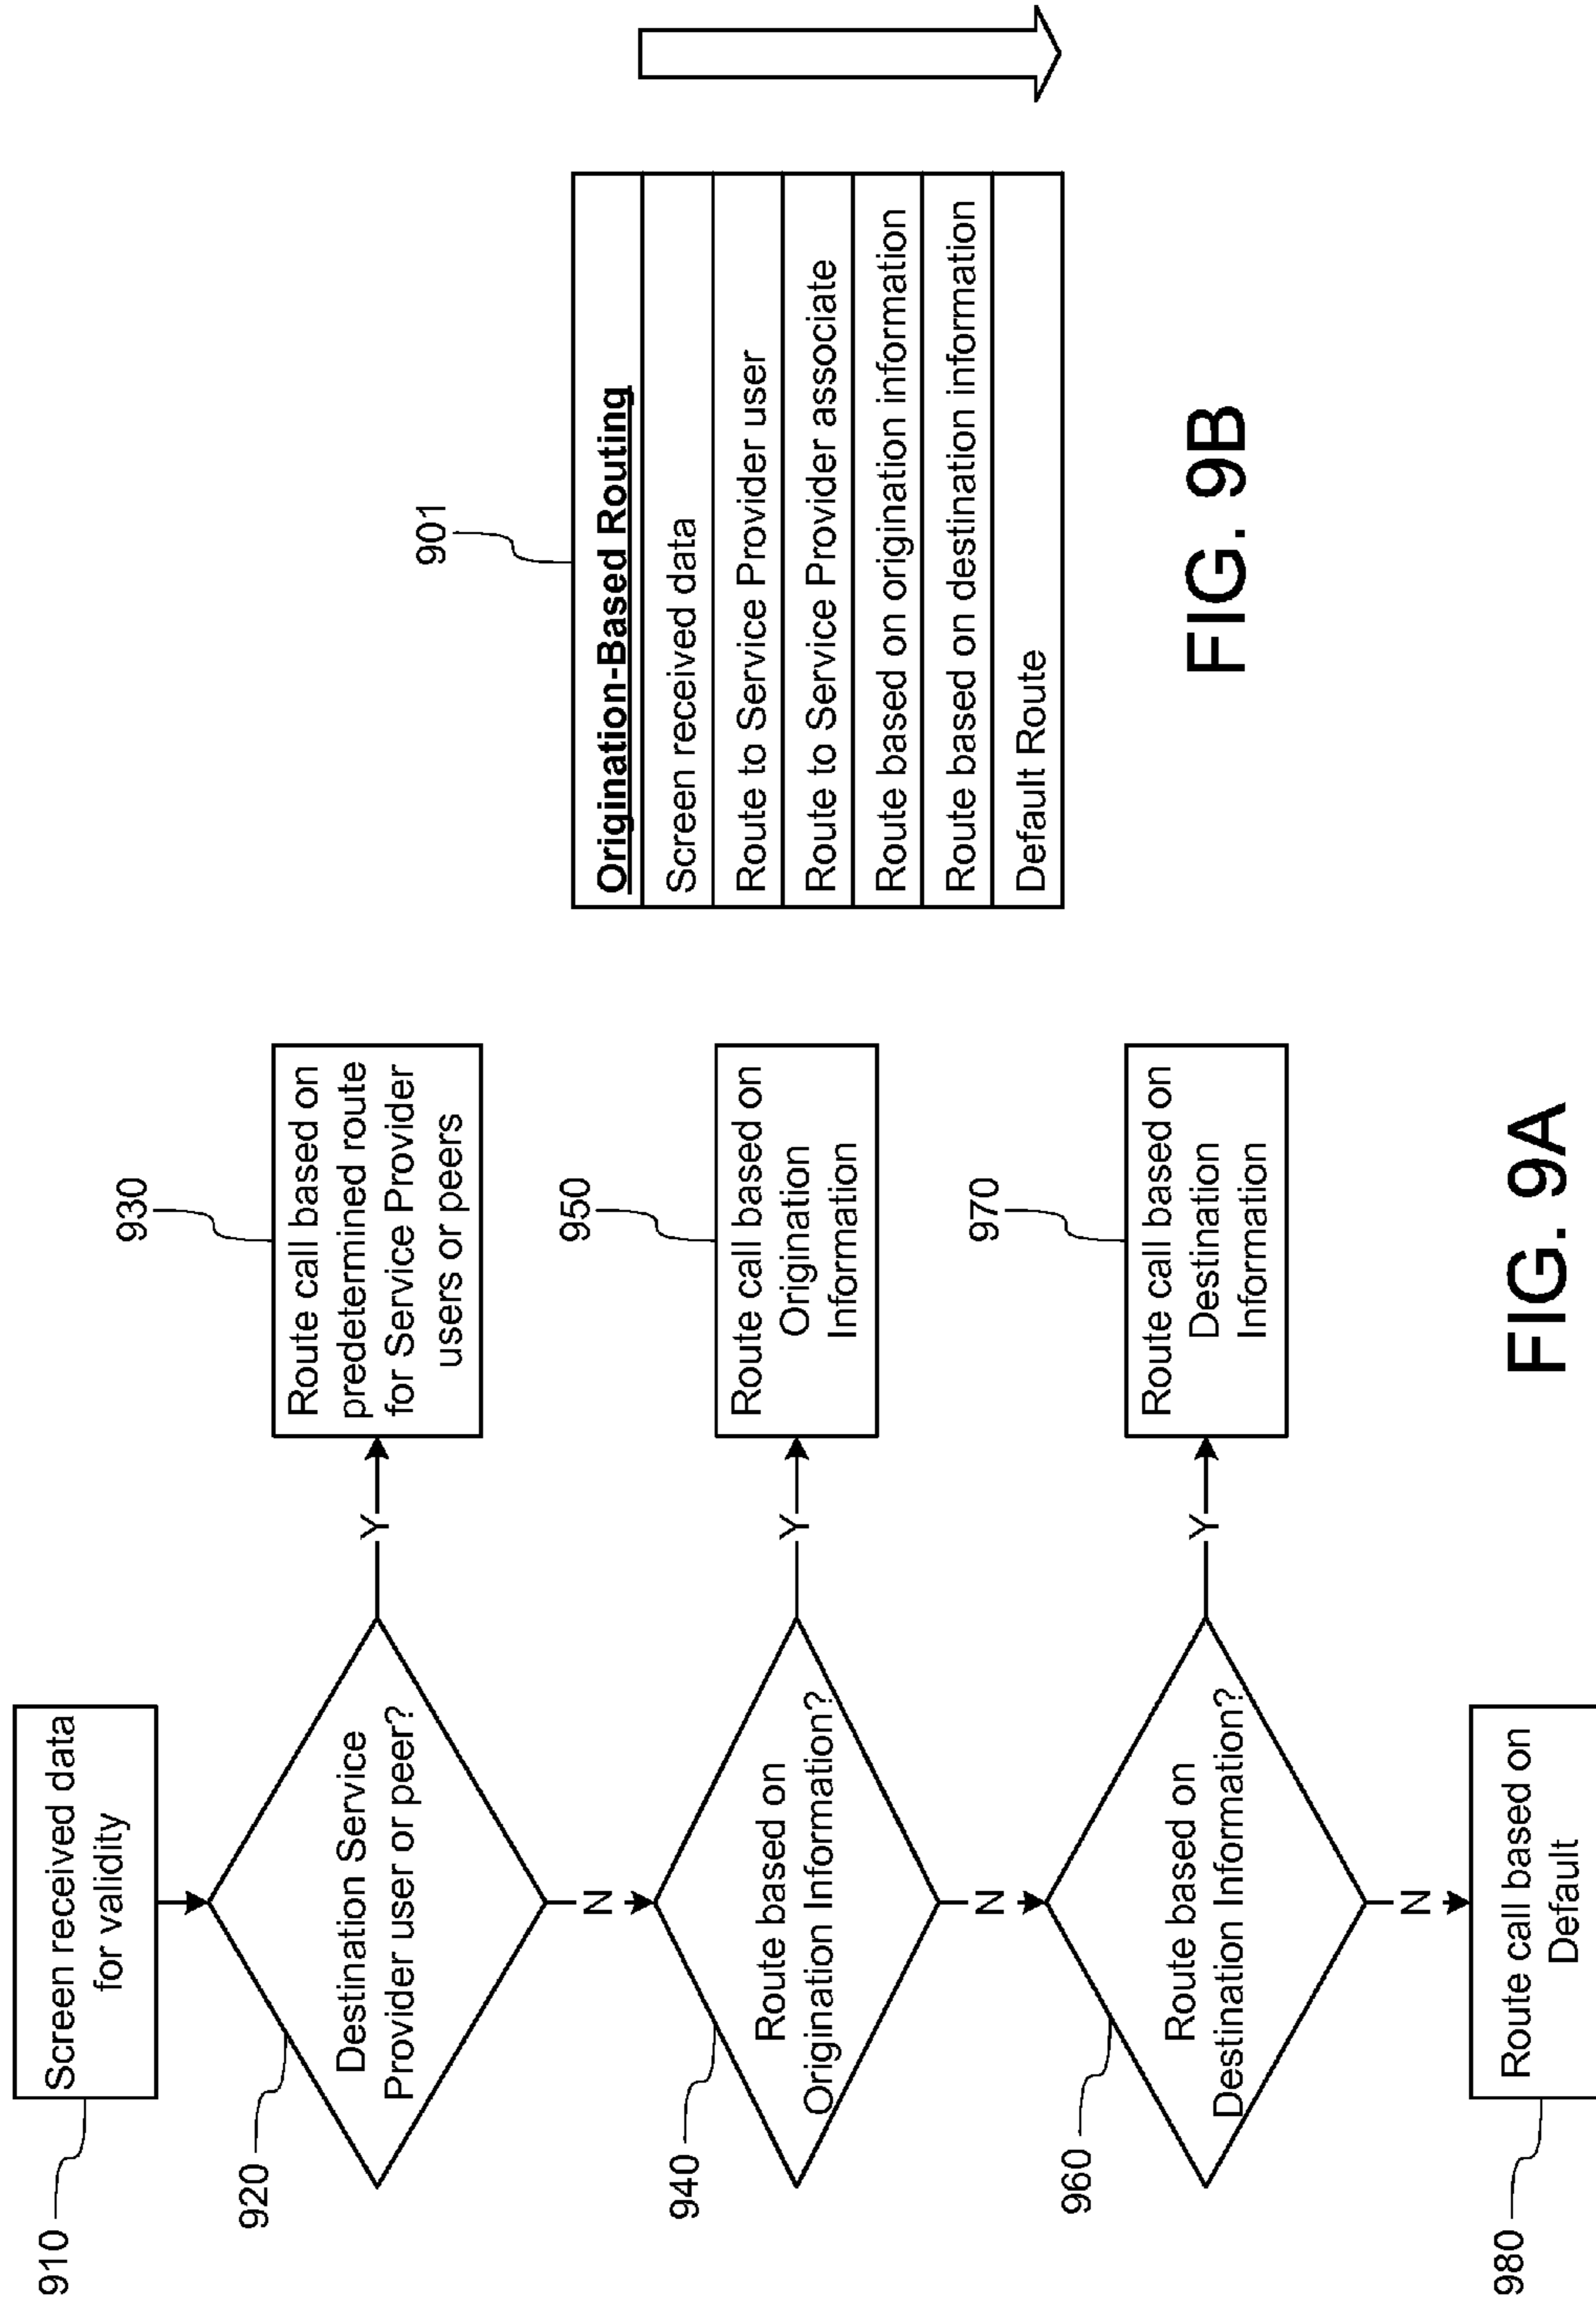 910
Screen received data
for validity
920
Destination Service
Provider user or peer?
Y
930
Route call based on
predetermined route
for Service Provider
users or peers
N
940
Route based on
Origination Information?
Y
950
Route call based on
Origination
Information
N
960
Route based on
Destination Information?
Y
970
Route call based on
Destination
Information
N
980
Route call based on
Default
FIG. 9A
901
Origination-Based Routing
Screen received data
Route to Service Provider user
Route to Service Provider associate
Route based on origination information
Route based on destination information
Default Route
FIG. 9B